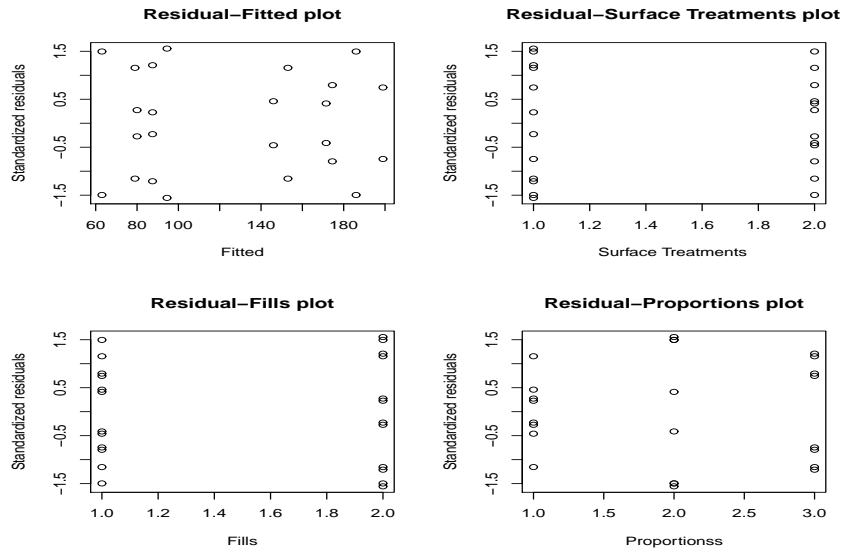 Residual−Fitted plot
Standardized residuals
1.5
0.5
−0.5
−1.5
60 80 100 140 180
Fitted
Residual−Surface Treatments plot
Standardized residuals
1.5
0.5
−0.5
−1.5
1.0 1.2 1.4 1.6 1.8 2.0
Surface Treatments
Residual−Fills plot
Standardized residuals
1.5
0.5
−0.5
−1.5
1.0 1.2 1.4 1.6 1.8 2.0
Fills
Residual−Proportions plot
Standardized residuals
1.5
0.5
−0.5
−1.5
1.0 1.5 2.0 2.5 3.0
Proportionss